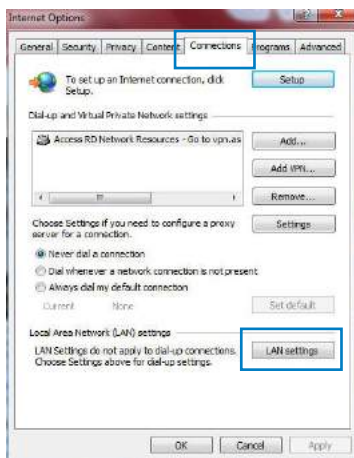 Internet Options
General Security Privacy Content Connections Programs Advanced
To set up an Internet connection, click
Setup.
Setup
Dial-up and Virtual Private Network settings
Access RD Network Resources - Go to vpn.as
Add...
Add VPN...
Remove...
Choose Settings if you need to configure a proxy
server for a connection.
Settings
Never dial a connection
Dial whenever a network connection is not present
Always dial my default connection
Current None
Set default
Local Area Network (LAN) settings
LAN Settings do not apply to dial-up connections.
Choose Settings above for dial-up settings.
LAN settings
OK Cancel Apply